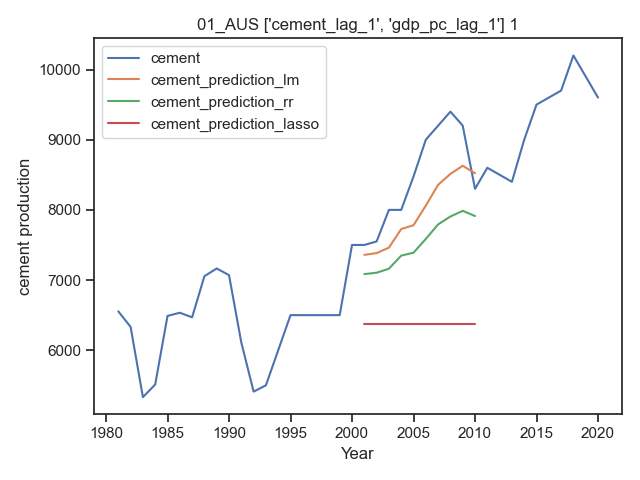 01_AUS ['cement_lag_1', 'gdp_pc_lag_1'] 1
cement
cement_prediction_lm
cement_prediction_rr
cement_prediction_lasso
10000
9000
8000
7000
6000
cement production
1980 1985 1990 1995 2000 2005 2010 2015 2020
Year